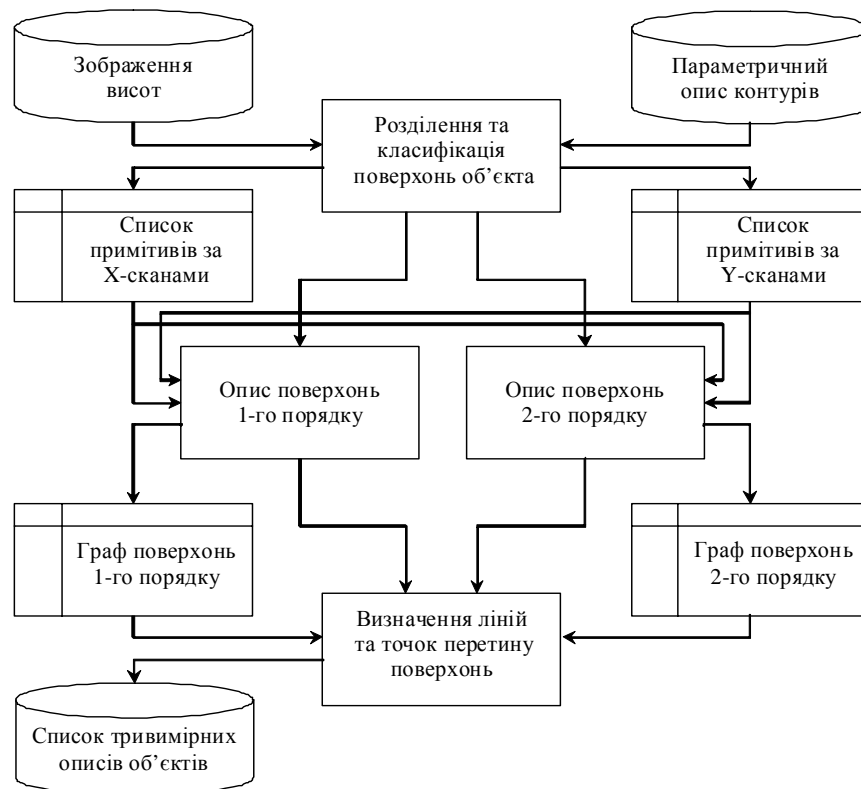 Зображення
висот
Параметричний
опис контурів
Розділення та
класифікація
поверхонь об’єкта
Список
примітивів за
X-сканами
Список
примітивів за
Y-сканами
Опис поверхонь
1-го порядку
Опис поверхонь
2-го порядку
Граф поверхонь
1-го порядку
Граф поверхонь
2-го порядку
Визначення ліній
та точок перетину
поверхонь
Список тривимірних
описів об’єктів